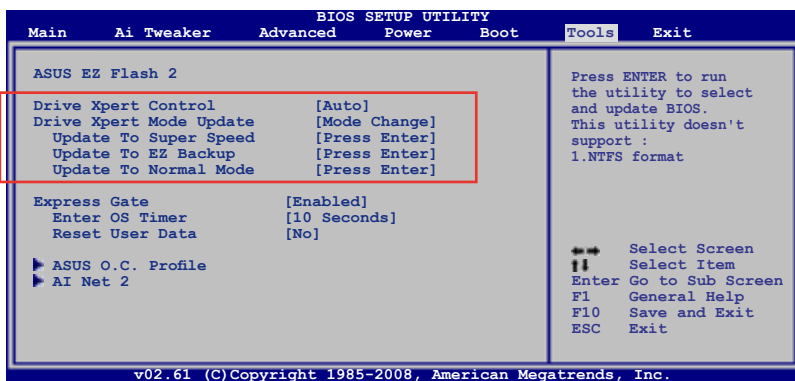 BIOS SETUP UTILITY
Main Ai Tweaker Advanced Power Boot Tools Exit
ASUS EZ Flash 2
Drive Xpert Control [Auto]
Drive Xpert Mode Update [Mode Change]
Update To Super Speed [Press Enter]
Update To EZ Backup [Press Enter]
Update To Normal Mode [Press Enter]
Express Gate [Enabled]
Enter OS Timer [10 Seconds]
Reset User Data [No]
ASUS O.C. Profile
AI Net 2
Press ENTER to run
the utility to select
and update BIOS.
This utility doesn't
support :
1.NTFS format
Select Screen
Select Item
Enter Go to Sub Screen
F1 General Help
F10 Save and Exit
ESC Exit
v02.61 (C)Copyright 1985-2008, American Megatrends, Inc.